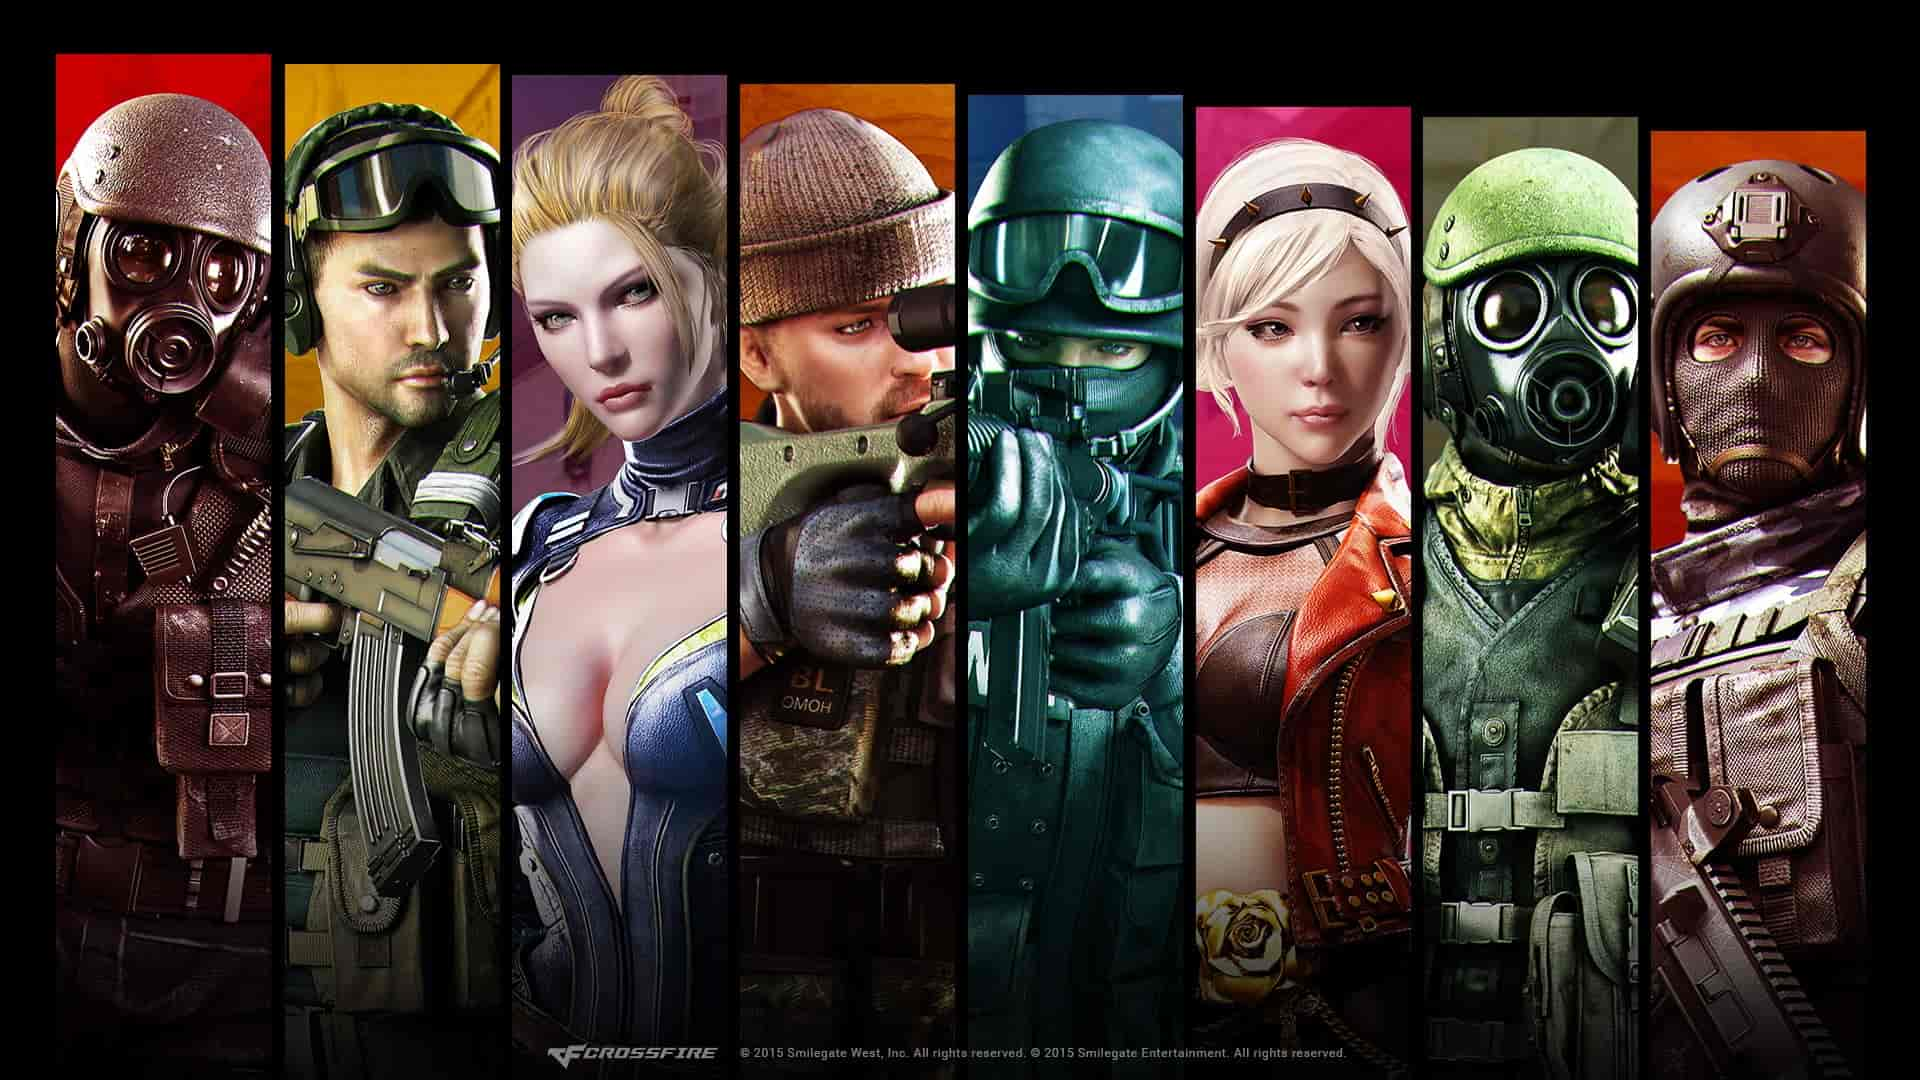 BL
OMOH
N
CROSSFIRE © 2015 Smilegate West, Inc. All rights reserved. © 2015 Smilegate Entertainment. All rights reserved.